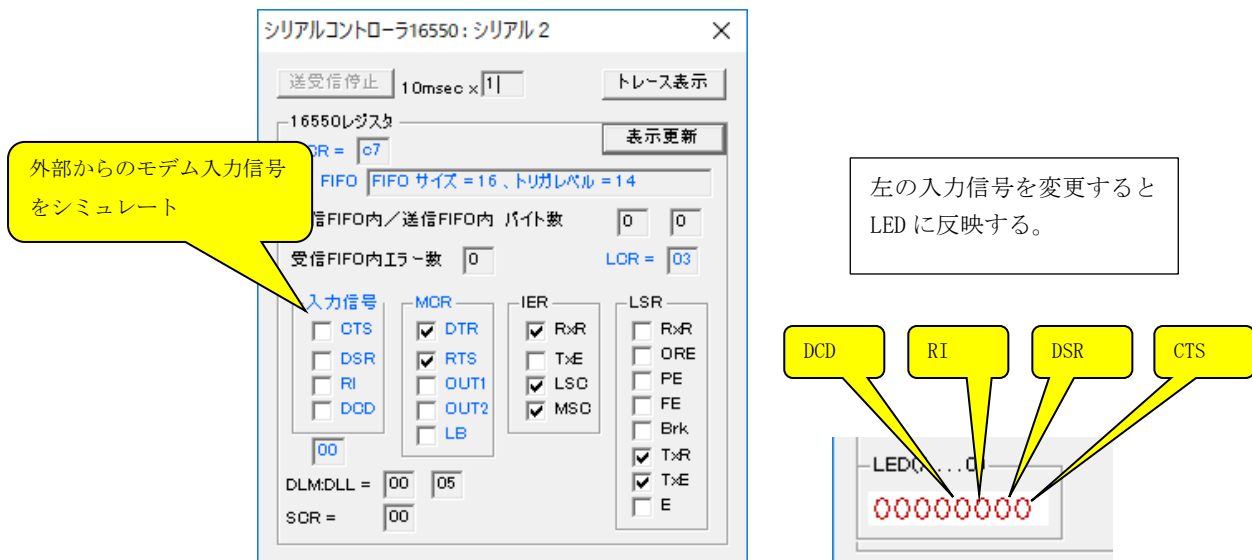 シリアルコントローラ16550 : シリアル 2
送受信停止 10msec x 1 トレース表示
16550レジスタ
表示更新
CR = c7
FIFO FIFO サイズ = 16 、トリガレベル = 14
信FIFO内／送信FIFO内 バイト数 0 0
受信FIFO内エラー数 0 LCR = 03
入力信号
CTS
DSR
RI
DCD
00
MCR
DTR
RTS
OUT1
OUT2
LB
IER
RxR
TxE
LSC
MSC
LSR
RxR
ORE
PE
FE
Brk
TxR
TxE
E
DLM:DLL = 00 05
SCR = 00
外部からのモデム入力信号
をシミュレート
左の入力信号を変更すると
LED に反映する。
DCD
RI
DSR
CTS
00000000